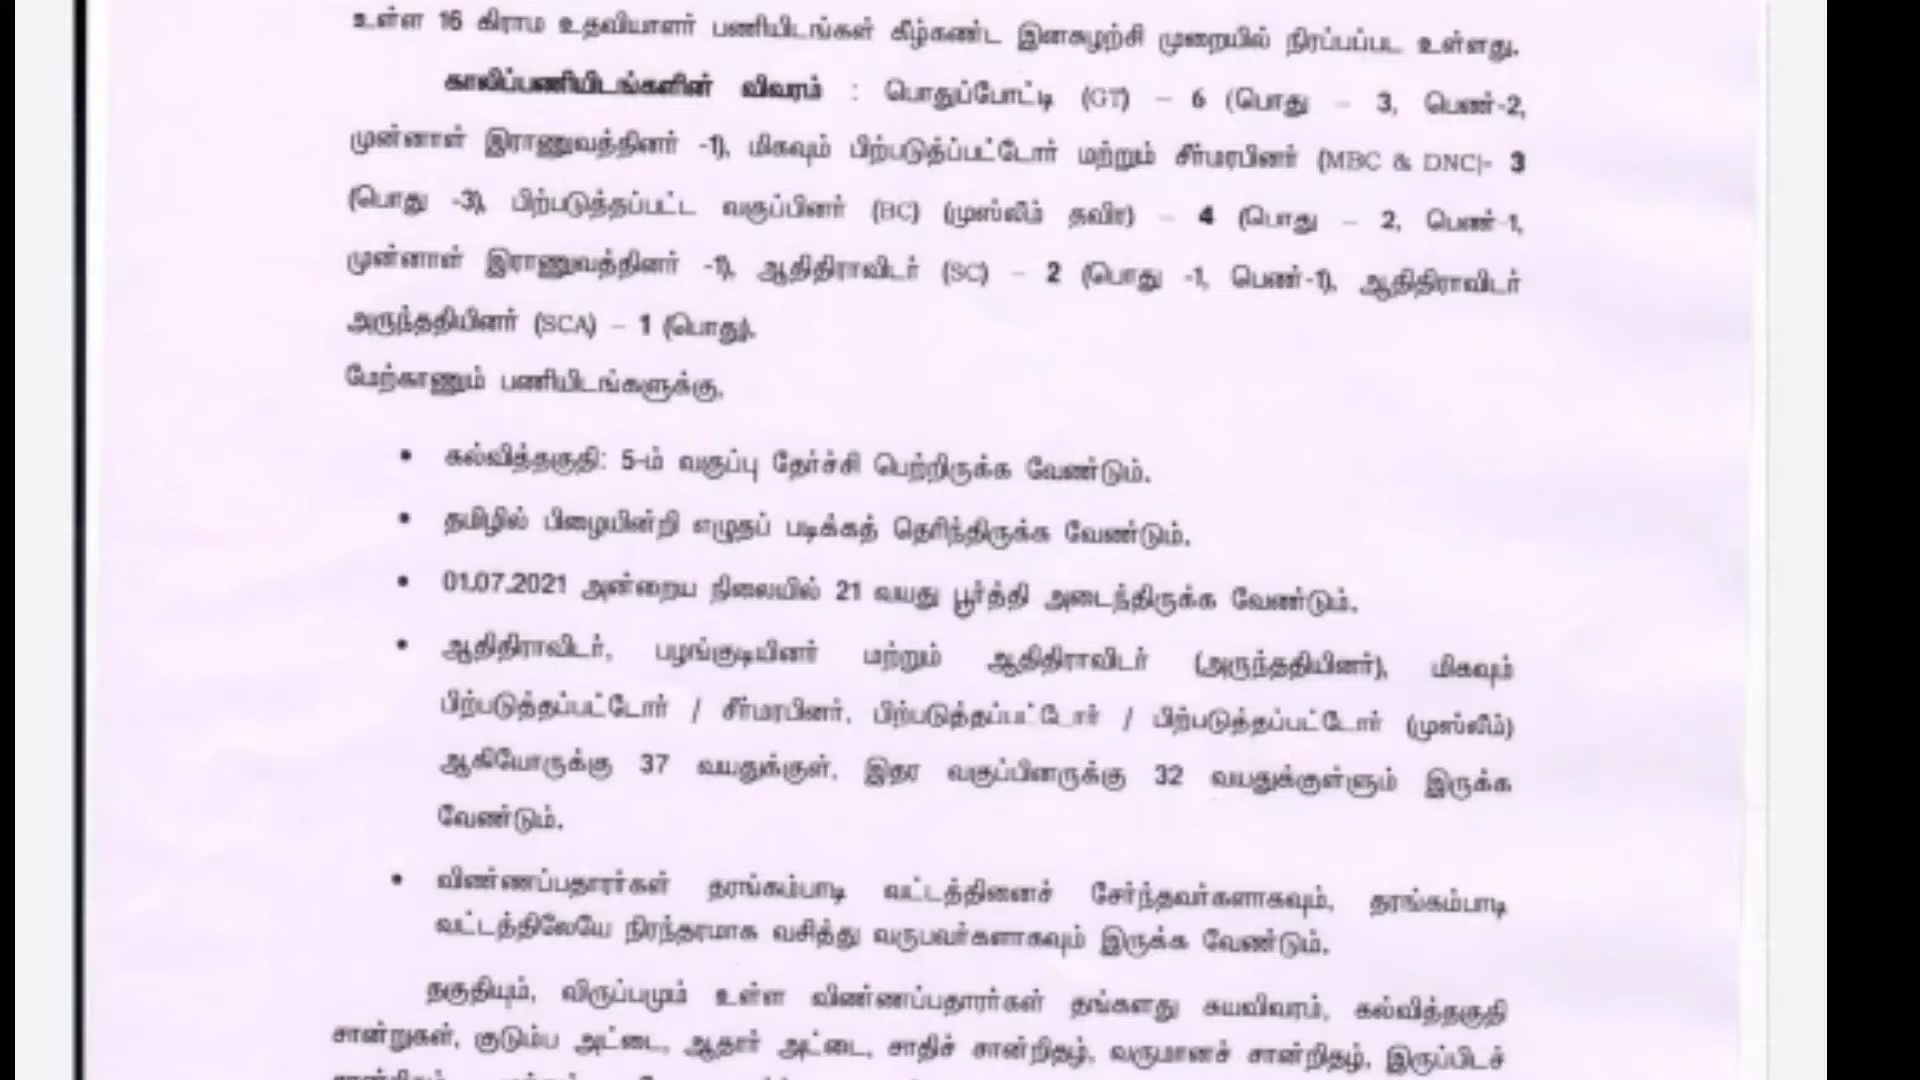 உள்ள 16 கிராம உதவியாளர் பணியிடங்கள் கீழ்கண்ட இனசுழற்சி முறையில் நிரப்பப்பட உள்ளது.
காலிப்பணியிடங்களின் விவரம் : பொதுப்போட்டி (GT) – 6 (பொது – 3, பெண்-2,
முன்னாள் இராணுவத்தினர் -1), மிகவும் பிற்படுத்ப்பட்டோர் மற்றும் சீர்மரபினர் (MBC & DNC)- 3
(பொது -3), பிற்படுத்தப்பட்ட வகுப்பினர் (BC) (முஸ்லீம் தவிர) – 4 (பொது – 2, பெண்-1,
முன்னாள் இராணுவத்தினர் -1), ஆதிதிராவிடர் (SC) – 2 (பொது -1, பெண்-1), ஆதிதிராவிடர்
அருந்ததியினர் (SCA) – 1 (பொது).
மேற்காணும் பணியிடங்களுக்கு,
• கல்வித்தகுதி: 5-ம் வகுப்பு தேர்ச்சி பெற்றிருக்க வேண்டும்.
• தமிழில் பிழையின்றி எழுதப் படிக்கத் தெரிந்திருக்க வேண்டும்.
• 01.07.2021 அன்றைய நிலையில் 21 வயது பூர்த்தி அடைந்திருக்க வேண்டும்.
• ஆதிதிராவிடர், பழங்குடியினர் மற்றும் ஆதிதிராவிடர் (அருந்ததியினர்), மிகவும்
பிற்படுத்தப்பட்டோர் / சீர்மரபினர், பிற்படுத்தப்பட்டோர் / பிற்படுத்தப்பட்டோர் (முஸ்லீம்)
ஆகியோருக்கு 37 வயதுக்குள், இதர வகுப்பினருக்கு 32 வயதுக்குள்ளும் இருக்க
வேண்டும்.
• விண்ணப்பதாரர்கள் தரங்கம்பாடி வட்டத்தினைச் சேர்ந்தவர்களாகவும், தரங்கம்பாடி
வட்டத்திலேயே நிரந்தரமாக வசித்து வருபவர்களாகவும் இருக்க வேண்டும்.
தகுதியும், விருப்பமும் உள்ள விண்ணப்பதாரர்கள் தங்களது சுயவிவரம், கல்வித்தகுதி
சான்றுகள், குடும்ப அட்டை, ஆதார் அட்டை, சாதிச் சான்றிதழ், வருமானச் சான்றிதழ், இருப்பிடச்